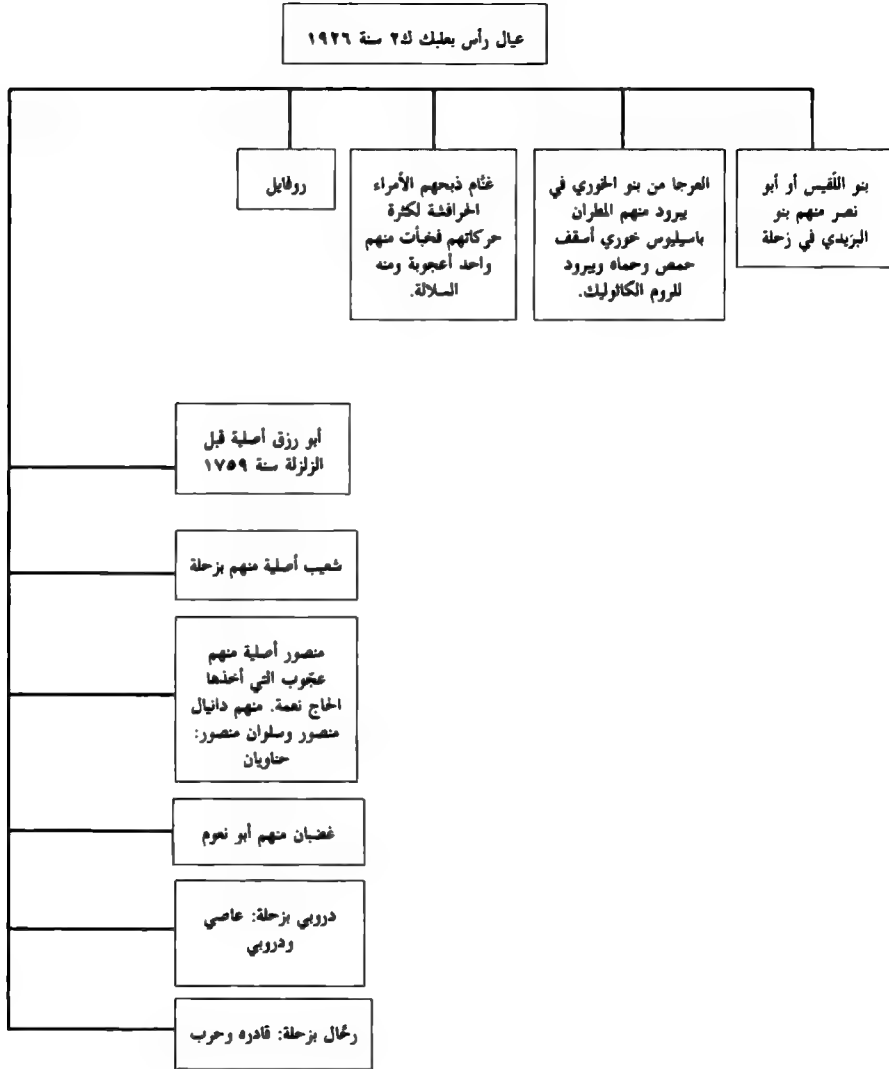 عيال رأس بعلبك ك٢ سنة ١٩٢٦
بنو اللّقيس أو أبو
نصر منهم بنو
البزيدي في زحلة
العرجا من بنو الخوري في
يبرود منهم المطران
باسيليوس خوري أسقف
حمص وحماه ويبرود
للروم الكاثوليك.
غنّام ذبحهم الأمراء
الحرافشة لكثرة
حركاتهم فخبأت منهم
واحد أعجوبة ومنه
السلالة.
روفايل
أبو رزق أصلية قبل
الزلزلة سنة ١٧٥٩
شعيب أصلية منهم بزحلة
منصور أصلية منهم
عجّوب التي أخذها
الحاج نعمة. منهم دانيال
منصور وسلوان منصور:
حناويان
غضبان منهم أبو نعوم
دروبي بزحلة: عاصي
ودروبي
رحّال بزحلة: قادره وحرب